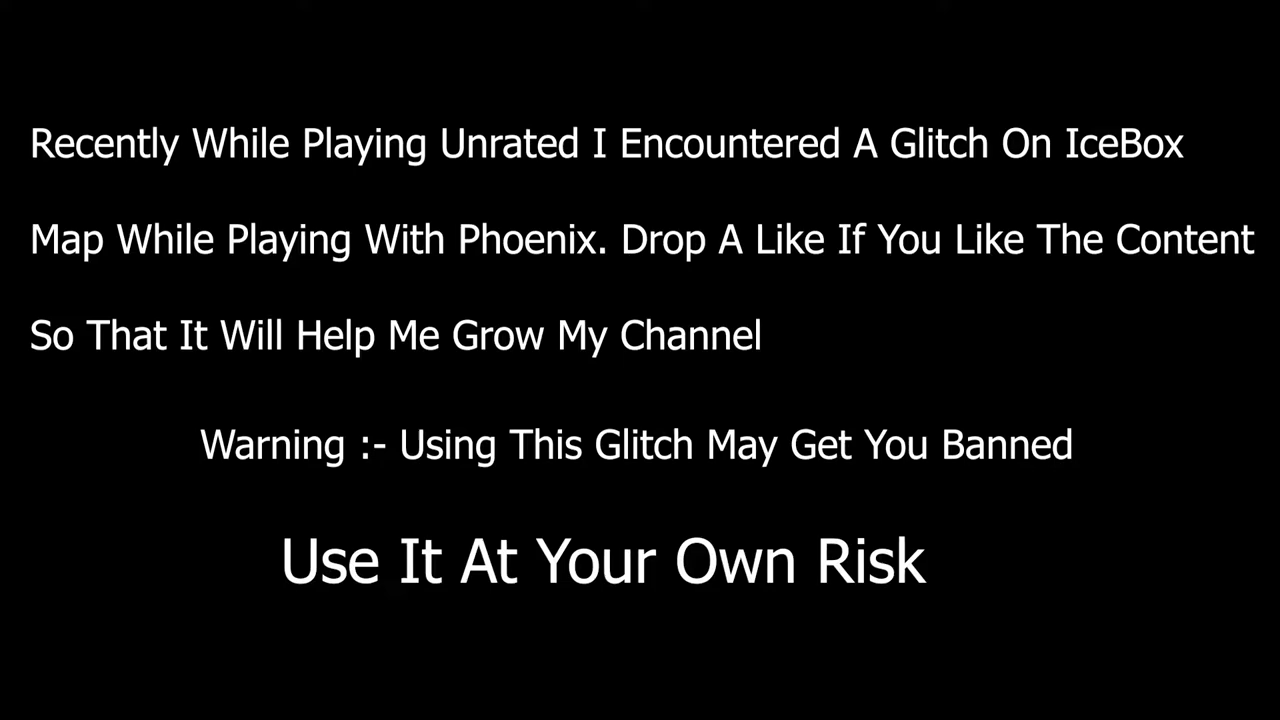 Recently While Playing Unrated I Encountered A Glitch On IceBox
Map While Playing With Phoenix. Drop A Like If You Like The Content
So That It Will Help Me Grow My Channel
Warning :- Using This Glitch May Get You Banned
Use It At Your Own Risk